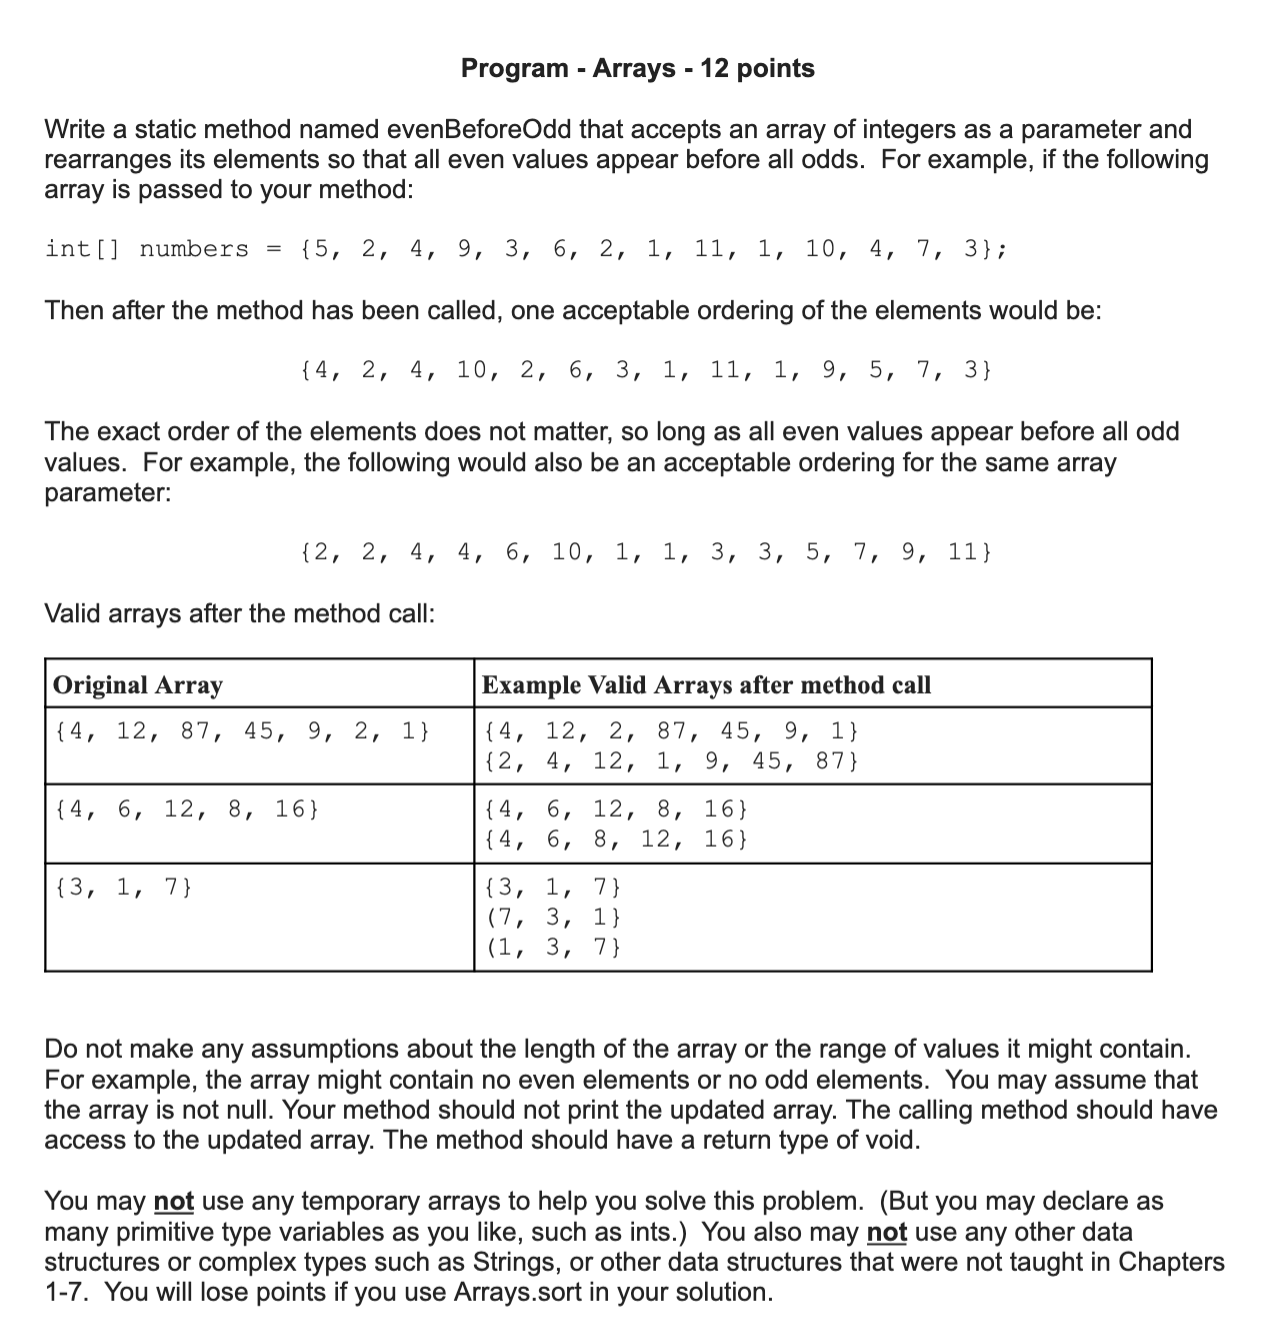 Program - Arrays - 12 points
Write a static method named evenBeforeOdd that accepts an array of integers as a parameter and
rearranges its elements so that all even values appear before all odds.  For example, if the following
array is passed to your method:
int[] numbers = {5, 2, 4, 9, 3, 6, 2, 1, 11, 1, 10, 4, 7, 3};
Then after the method has been called, one acceptable ordering of the elements would be:
{4, 2, 4, 10, 2, 6, 3, 1, 11, 1, 9, 5, 7, 3}
The exact order of the elements does not matter, so long as all even values appear before all odd
values.  For example, the following would also be an acceptable ordering for the same array
parameter:
{2, 2, 4, 4, 6, 10, 1, 1, 3, 3, 5, 7, 9, 11}
Valid arrays after the method call:
Original Array
Example Valid Arrays after method call
{4, 12, 87, 45, 9, 2, 1}
{4, 12, 2, 87, 45, 9, 1}
{2, 4, 12, 1, 9, 45, 87}
{4, 6, 12, 8, 16}
{4, 6, 12, 8, 16}
{4, 6, 8, 12, 16}
{3, 1, 7}
{3, 1, 7}
(7, 3, 1}
(1, 3, 7}
Do not make any assumptions about the length of the array or the range of values it might contain.
For example, the array might contain no even elements or no odd elements.  You may assume that
the array is not null. Your method should not print the updated array. The calling method should have
access to the updated array. The method should have a return type of void.
You may not use any temporary arrays to help you solve this problem.  (But you may declare as
many primitive type variables as you like, such as ints.)  You also may not use any other data
structures or complex types such as Strings, or other data structures that were not taught in Chapters
1-7.  You will lose points if you use Arrays.sort in your solution.